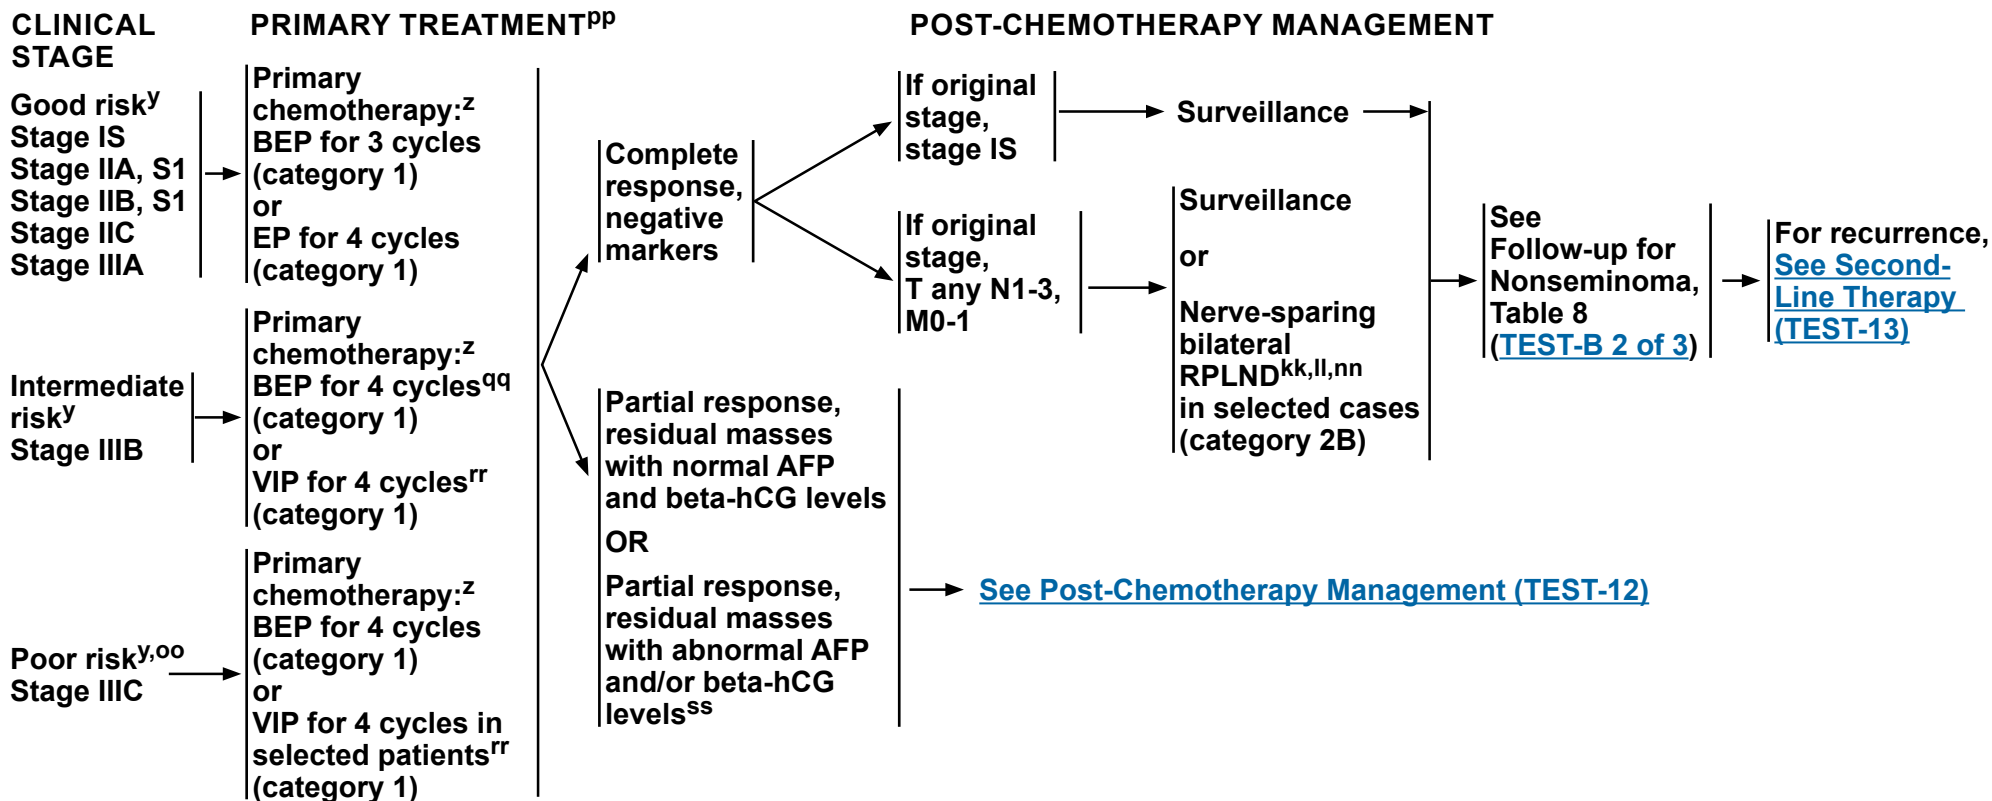 CLINICAL
STAGE
PRIMARY TREATMENTpp
POST-CHEMOTHERAPY MANAGEMENT
Good risky
Stage IS
Stage IIA, S1
Stage IIB, S1
Stage IIC
Stage IIIA
Primary
chemotherapy:z
BEP for 3 cycles
(category 1)
or
EP for 4 cycles
(category 1)
Intermediate
risky
Stage IIIB
Primary
chemotherapy:z
BEP for 4 cyclesqq
(category 1)
or
VIP for 4 cyclesrr
(category 1)
Poor risky,oo
Stage IIIC
Primary
chemotherapy:z
BEP for 4 cycles
(category 1)
or
VIP for 4 cycles in
selected patientsrr
(category 1)
Complete
response,
negative
markers
If original
stage,
stage IS
Surveillance
If original
stage,
T any N1-3,
M0-1
Surveillance
or
Nerve-sparing
bilateral
RPLNDkk,ll,nn
in selected cases
(category 2B)
See
Follow-up for
Nonseminoma,
Table 8
(TEST-B 2 of 3)
For recurrence,
See Second-
Line Therapy
(TEST-13)
Partial response,
residual masses
with normal AFP
and beta-hCG levels
OR
Partial response,
residual masses
with abnormal AFP
and/or beta-hCG
levelsss
See Post-Chemotherapy Management (TEST-12)